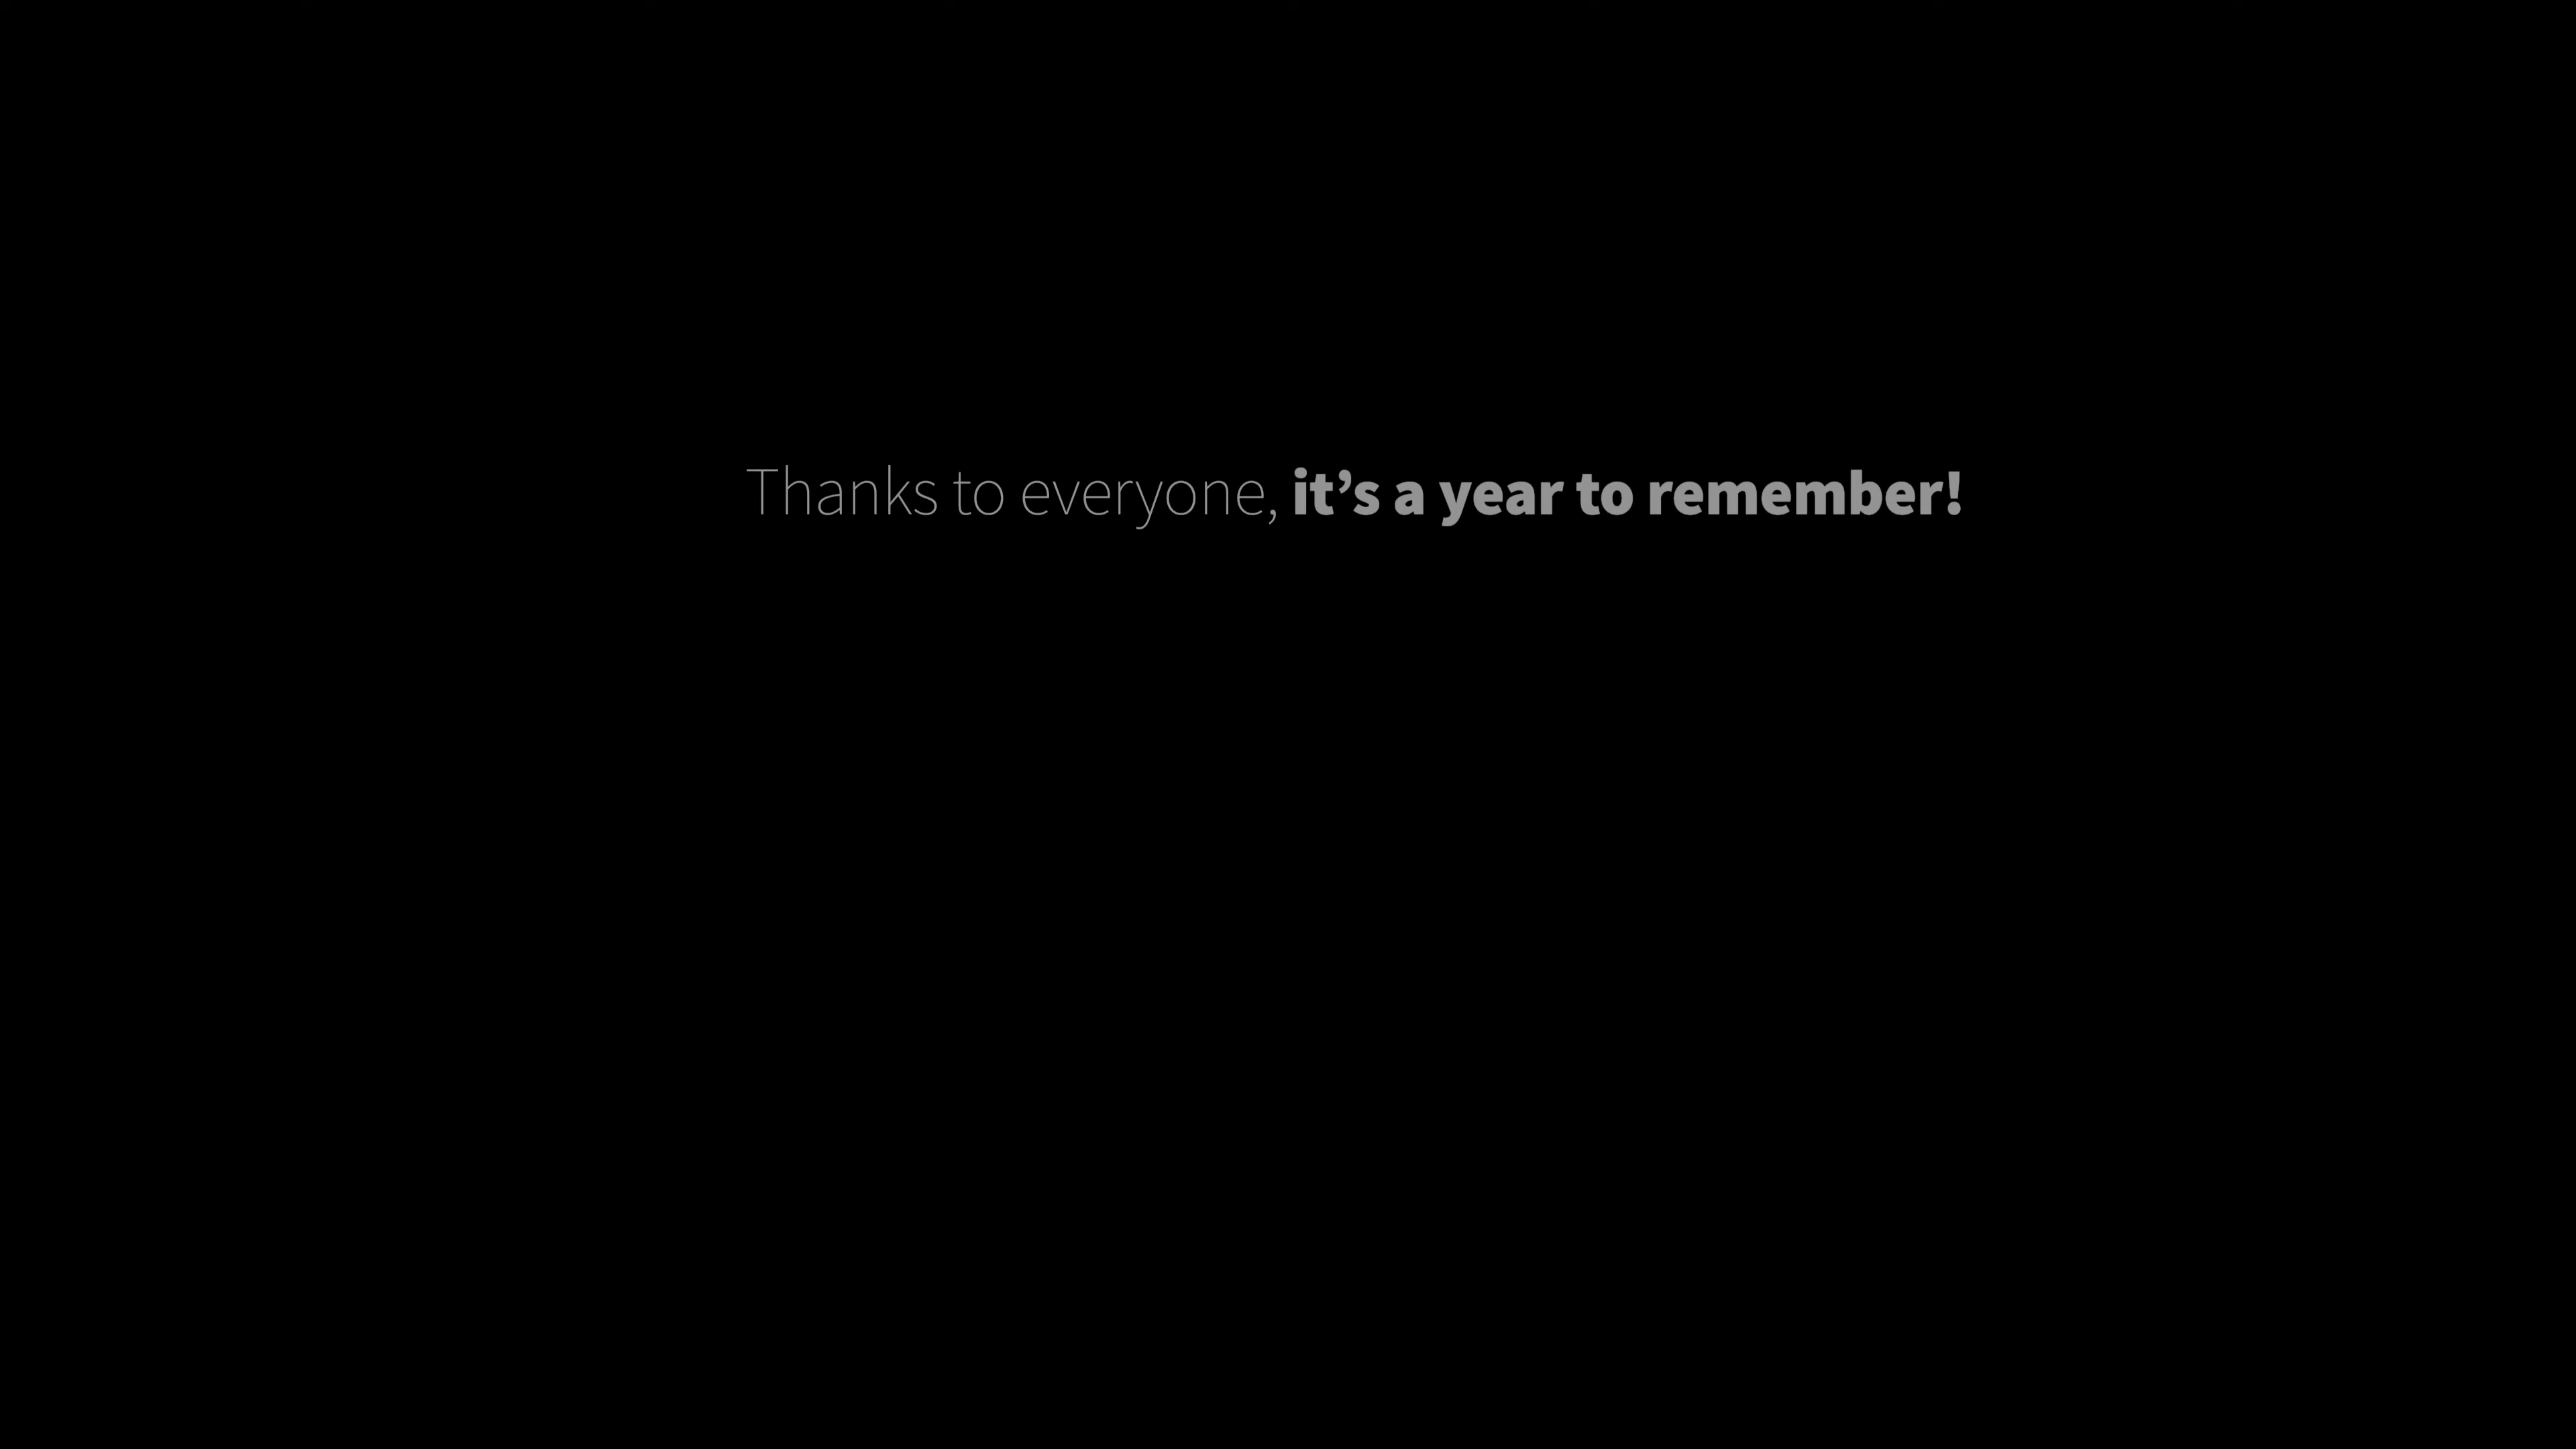 Thanks to everyone, it’s a year to remember!